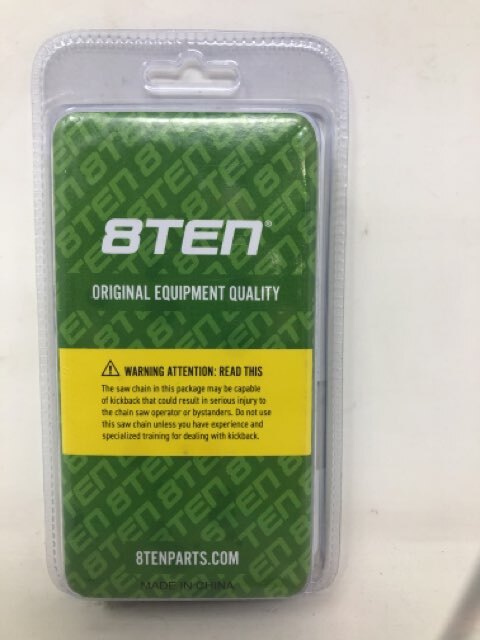 8TEN®
ORIGINAL EQUIPMENT QUALITY
⚠ WARNING ATTENTION: READ THIS
The saw chain in this package may be capable
of kickback that could result in serious injury to
the chain saw operator or bystanders. Do not use
this saw chain unless you have experience and
specialized training for dealing with kickback.
8TENPARTS.COM
MADE IN CHINA